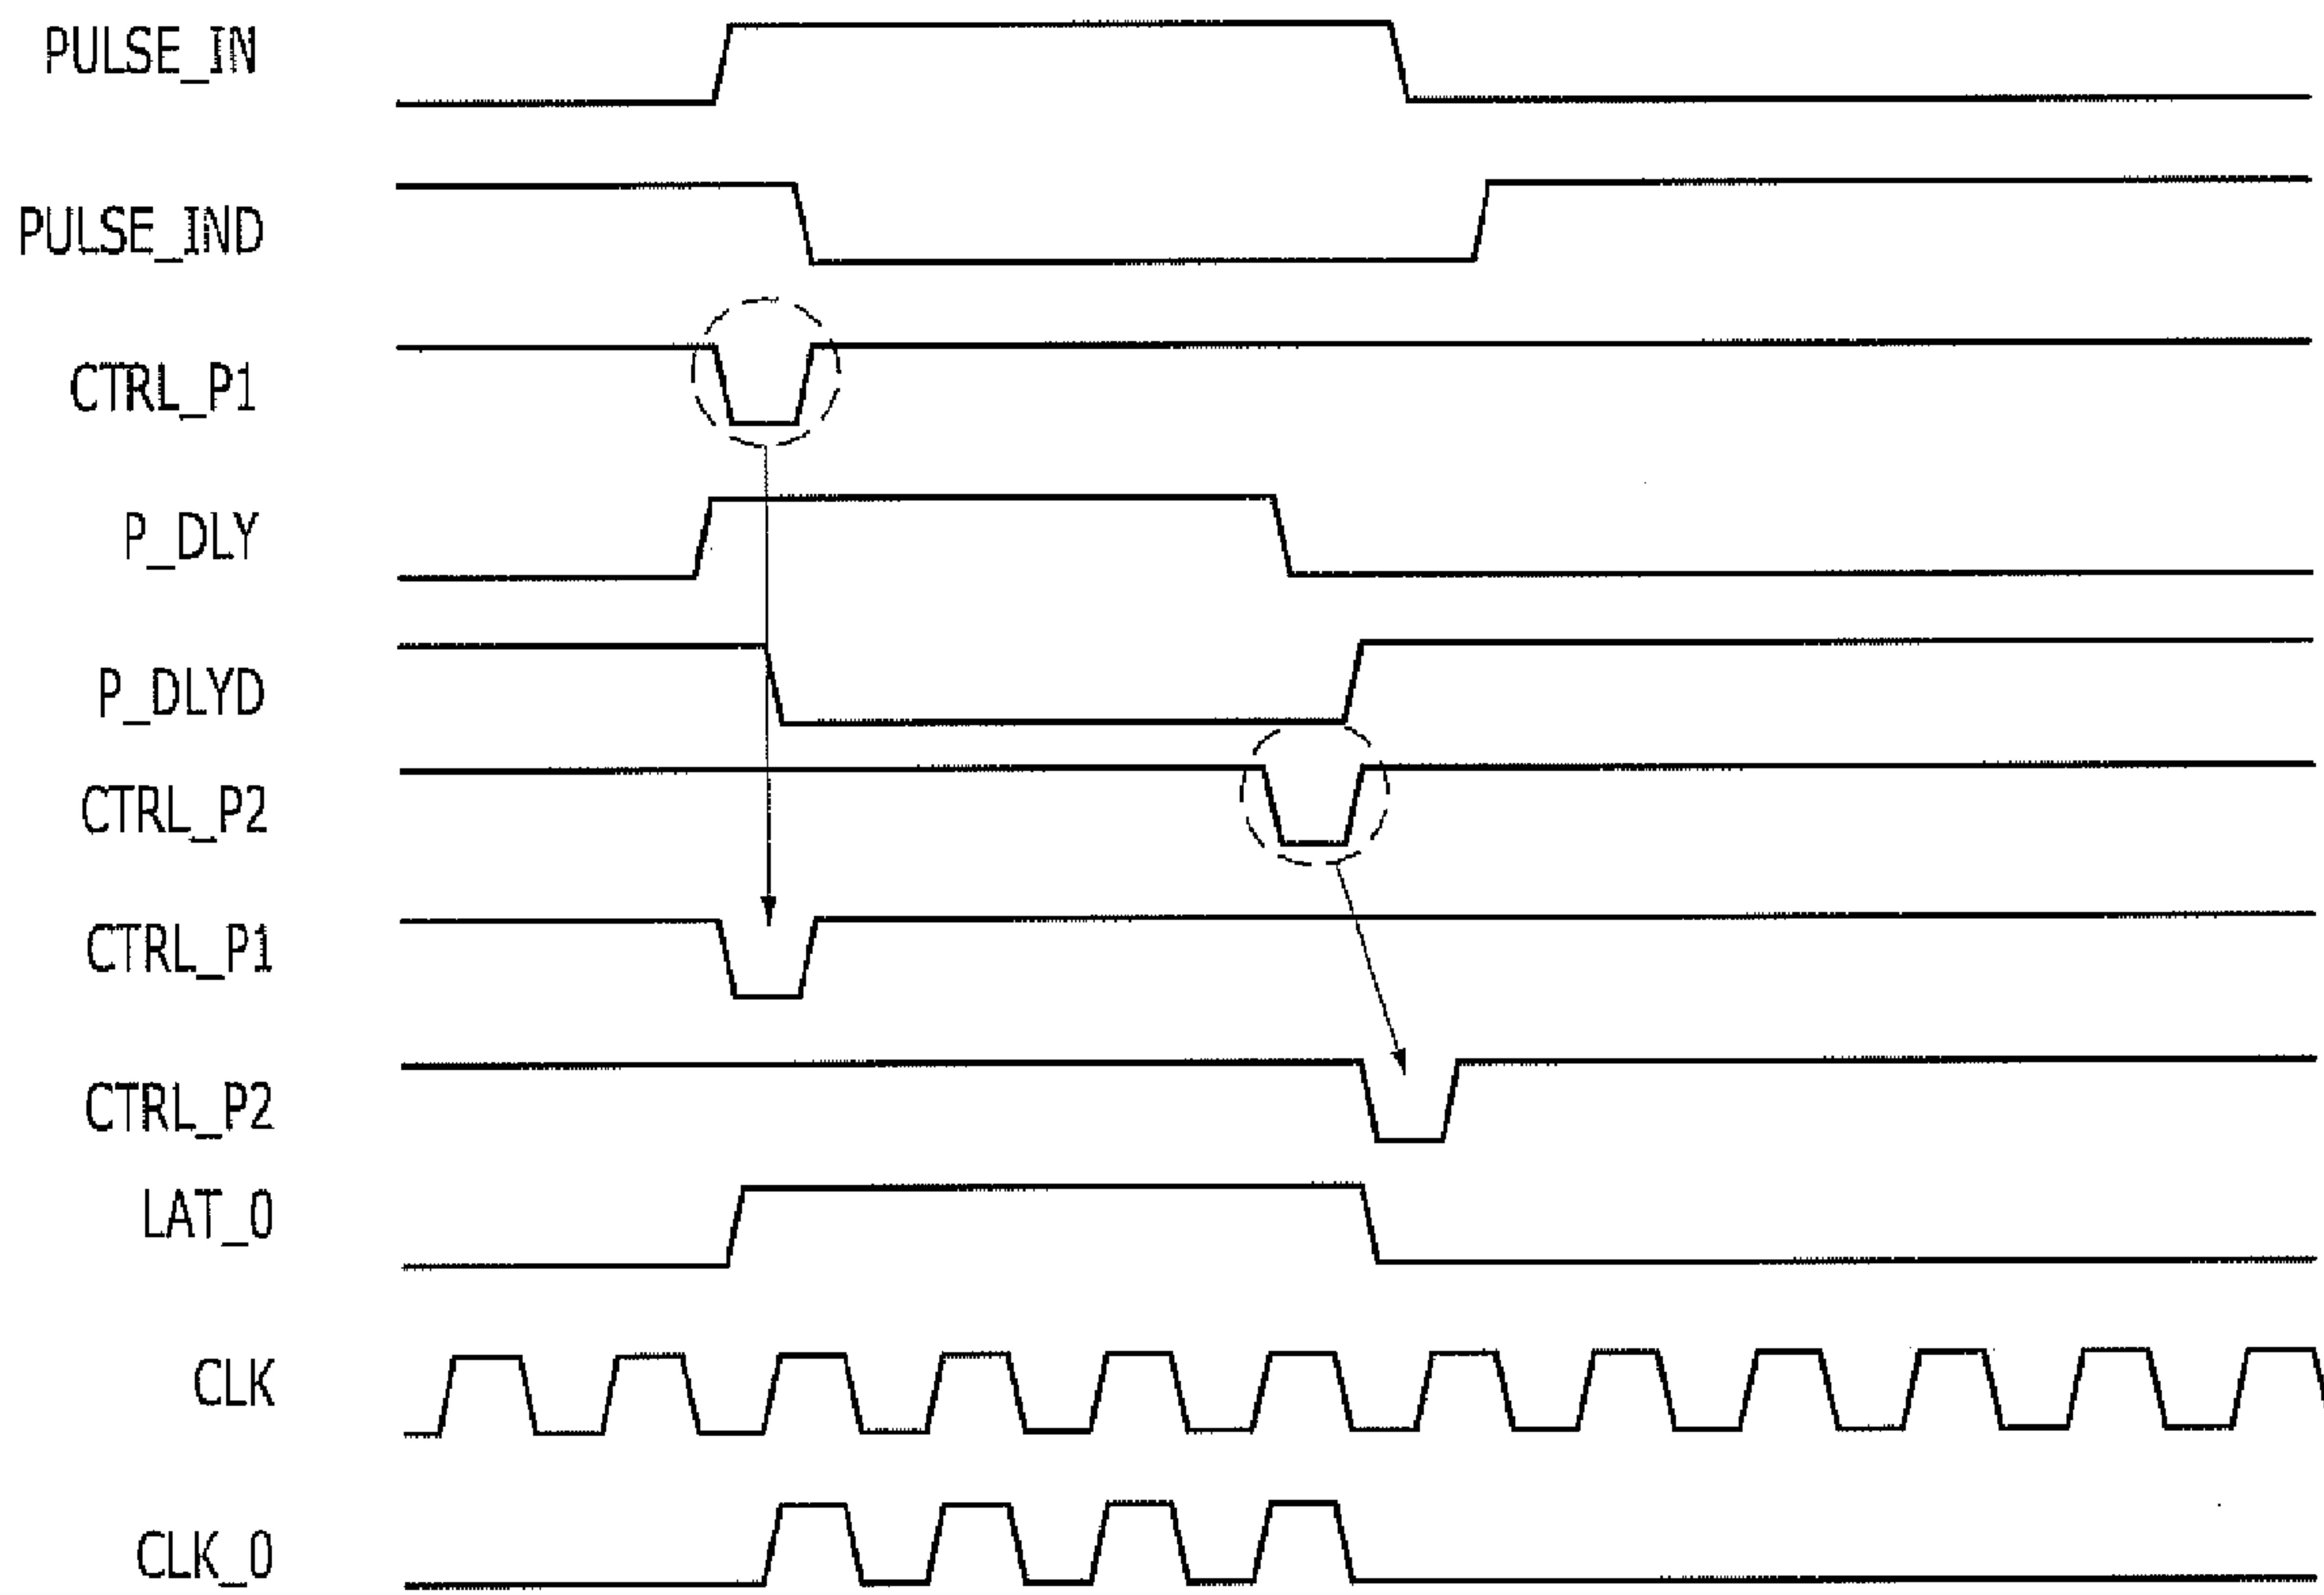 PULSE_IN
PULSE_IND
CTRL_P1
P_DLY
P_DLYD
CTRL_P2
CTRL_P1
CTRL_P2
LAT_0
CLK
CLK_0